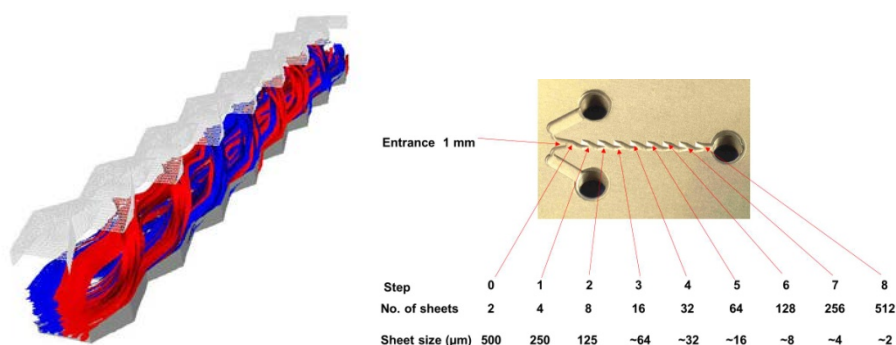 Entrance 1 mm
Step 0 1 2 3 4 5 6 7 8
No. of sheets 2 4 8 16 32 64 128 256 512
Sheet size (µm) 500 250 125 ~64 ~32 ~16 ~8 ~4 ~2